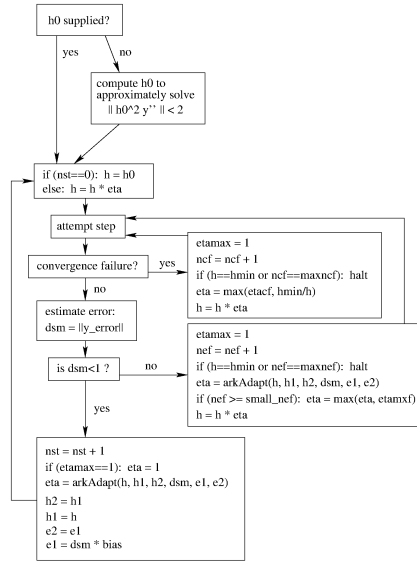 h0 supplied?
yes
no
compute h0 to
approximately solve
|| h0^2 y'' || < 2
if (nst==0): h = h0
else: h = h * eta
attempt step
convergence failure?
yes
etamax = 1
ncf = ncf + 1
if (h==hmin or ncf==maxncf): halt
eta = max(etacf, hmin/h)
h = h * eta
no
estimate error:
dsm = ||y_error||
is dsm<1 ?
no
etamax = 1
nef = nef + 1
if (h==hmin or nef==maxnef): halt
eta = arkAdapt(h, h1, h2, dsm, e1, e2)
if (nef >= small_nef): eta = max(eta, etamxf)
h = h * eta
yes
nst = nst + 1
if (etamax==1): eta = 1
eta = arkAdapt(h, h1, h2, dsm, e1, e2)
h2 = h1
h1 = h
e2 = e1
e1 = dsm * bias